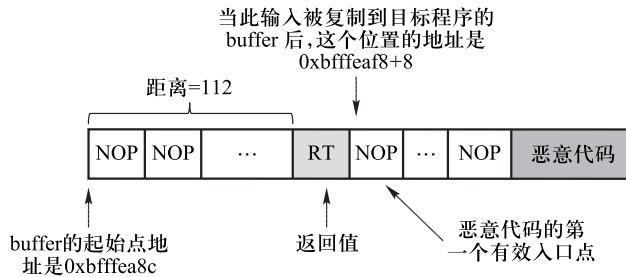 当此输入被复制到目标程序的
buffer 后,这个位置的地址是
0xbfffeaf8+8
距离=112
NOP NOP … RT NOP … NOP 恶意代码
buffer的起始点地
址是0xbfffea8c
返回值
恶意代码的第
一个有效入口点